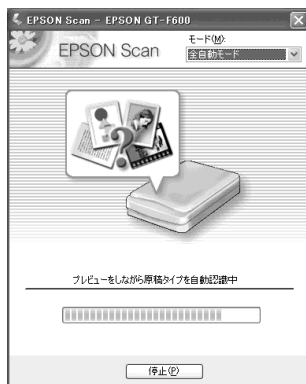 EPSON Scan - EPSON GT-F600
EPSON Scan
モード(M):
全自動モード
?
プレビューをしながら原稿タイプを自動認識中
停止(P)